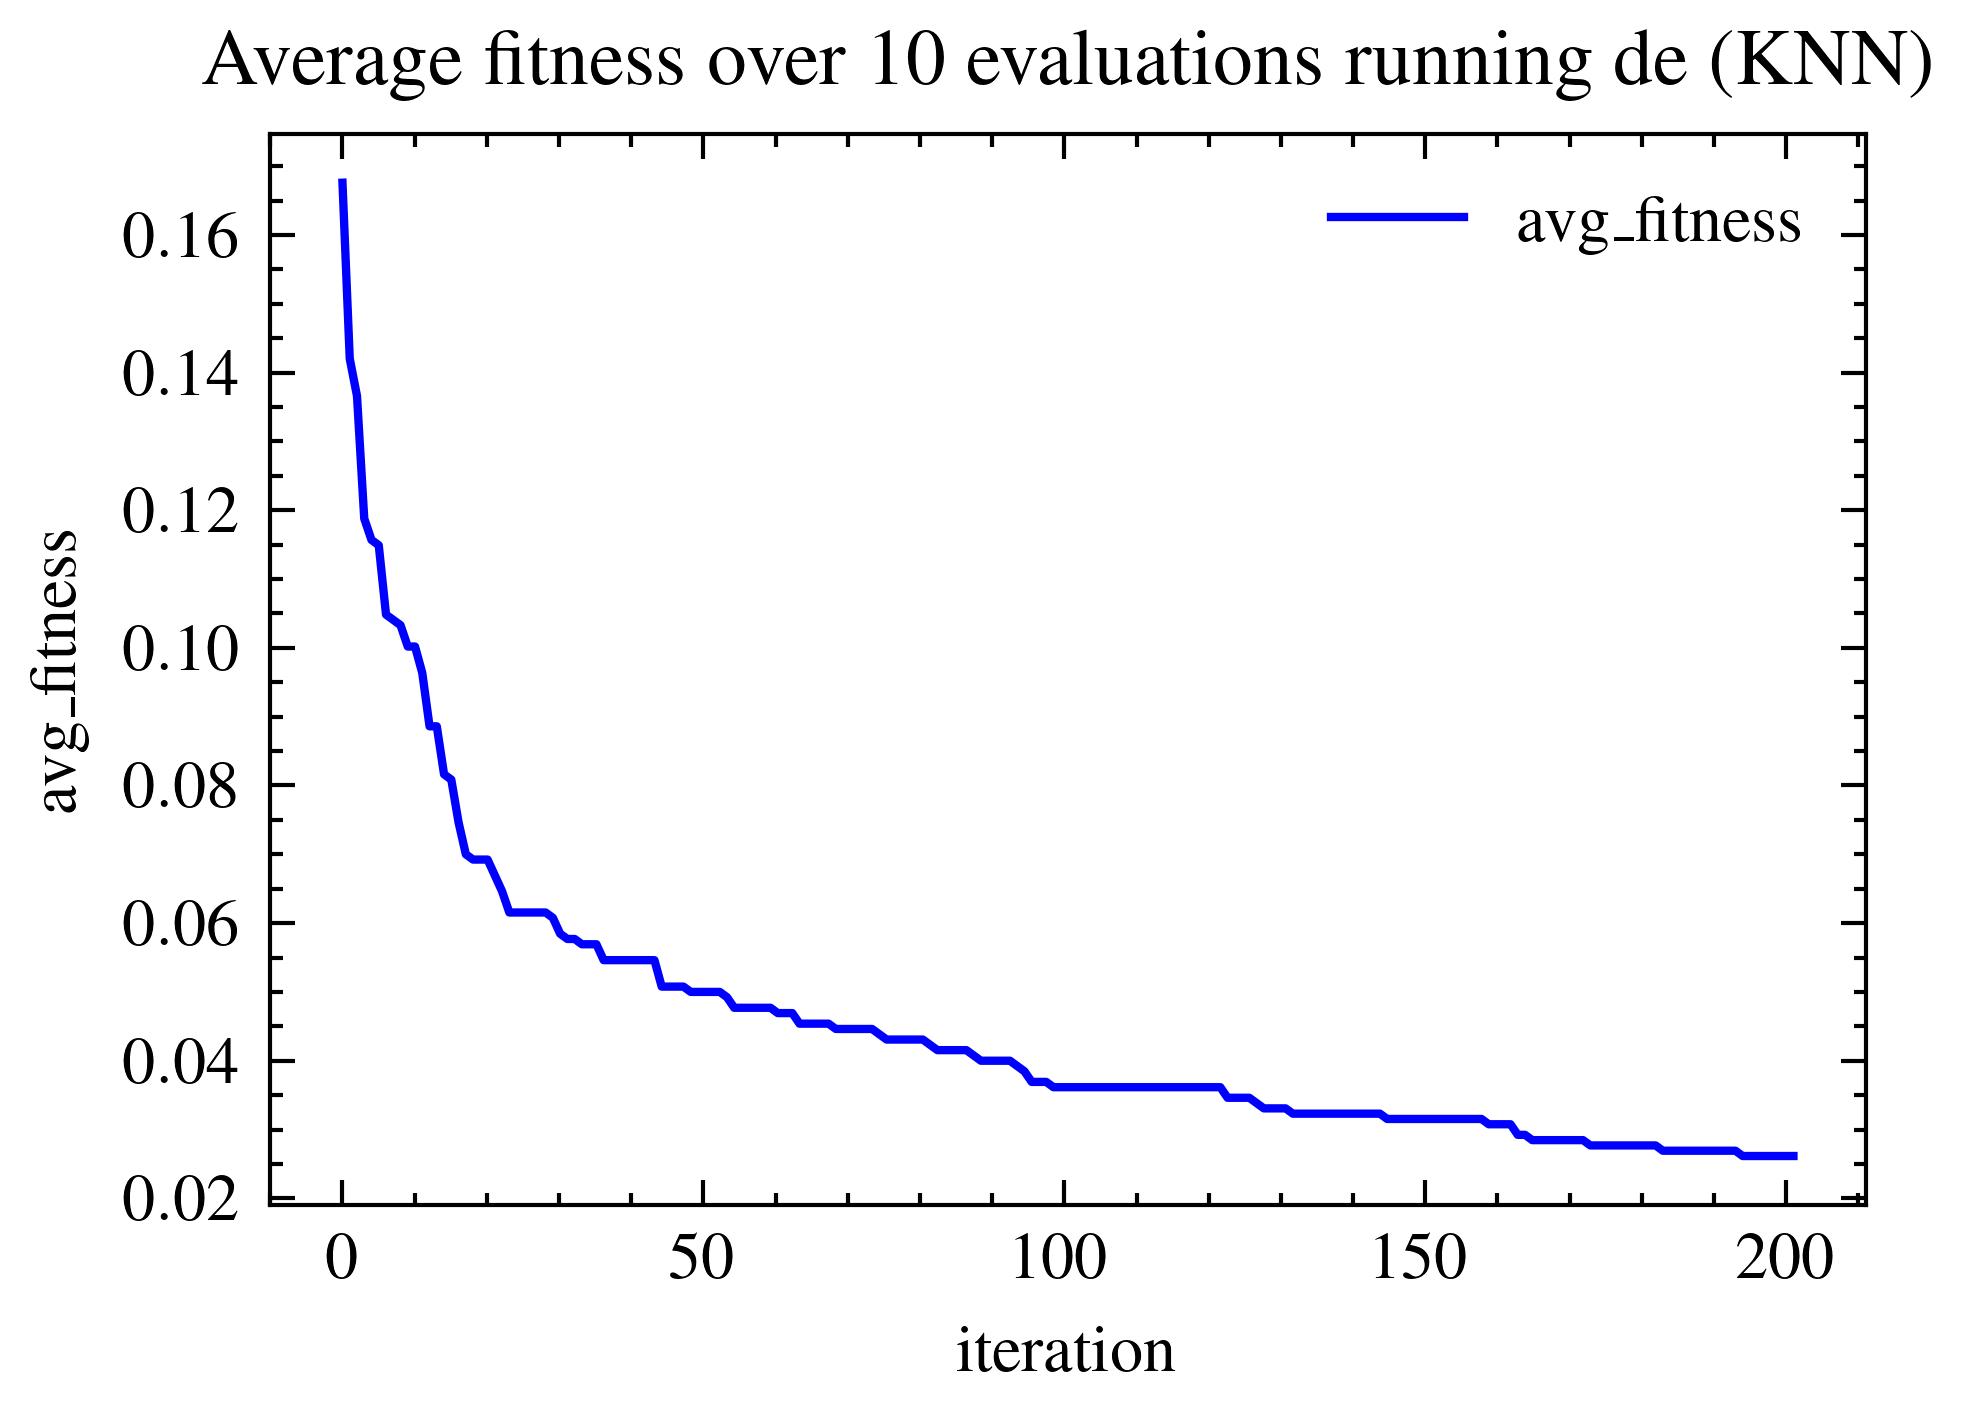 Average fitness over 10 evaluations running de (KNN)
avg_fitness
0.16
0.14
0.12
0.10
0.08
0.06
0.04
0.02
avg_fitness
0 50 100 150 200
iteration